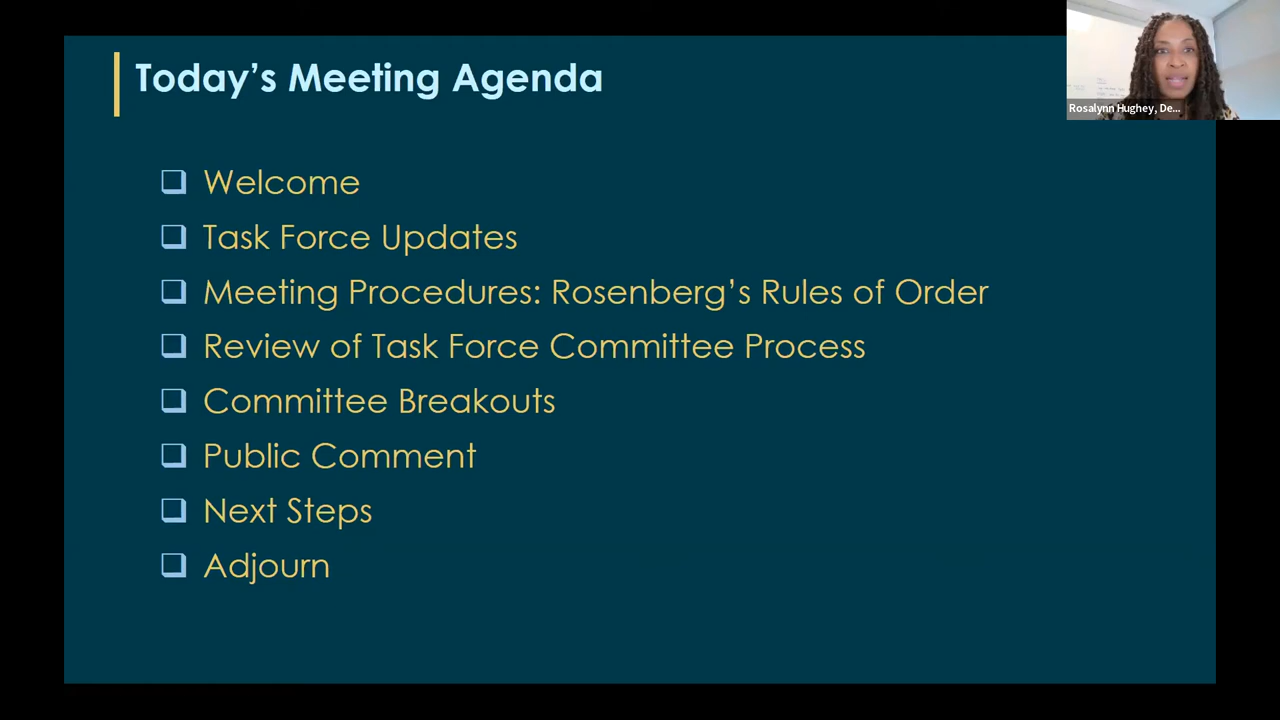 Today's Meeting Agenda
Rosalynn Hughey, De...
Welcome
Task Force Updates
Meeting Procedures: Rosenberg's Rules of Order
Review of Task Force Committee Process
Committee Breakouts
Public Comment
Next Steps
Adjourn